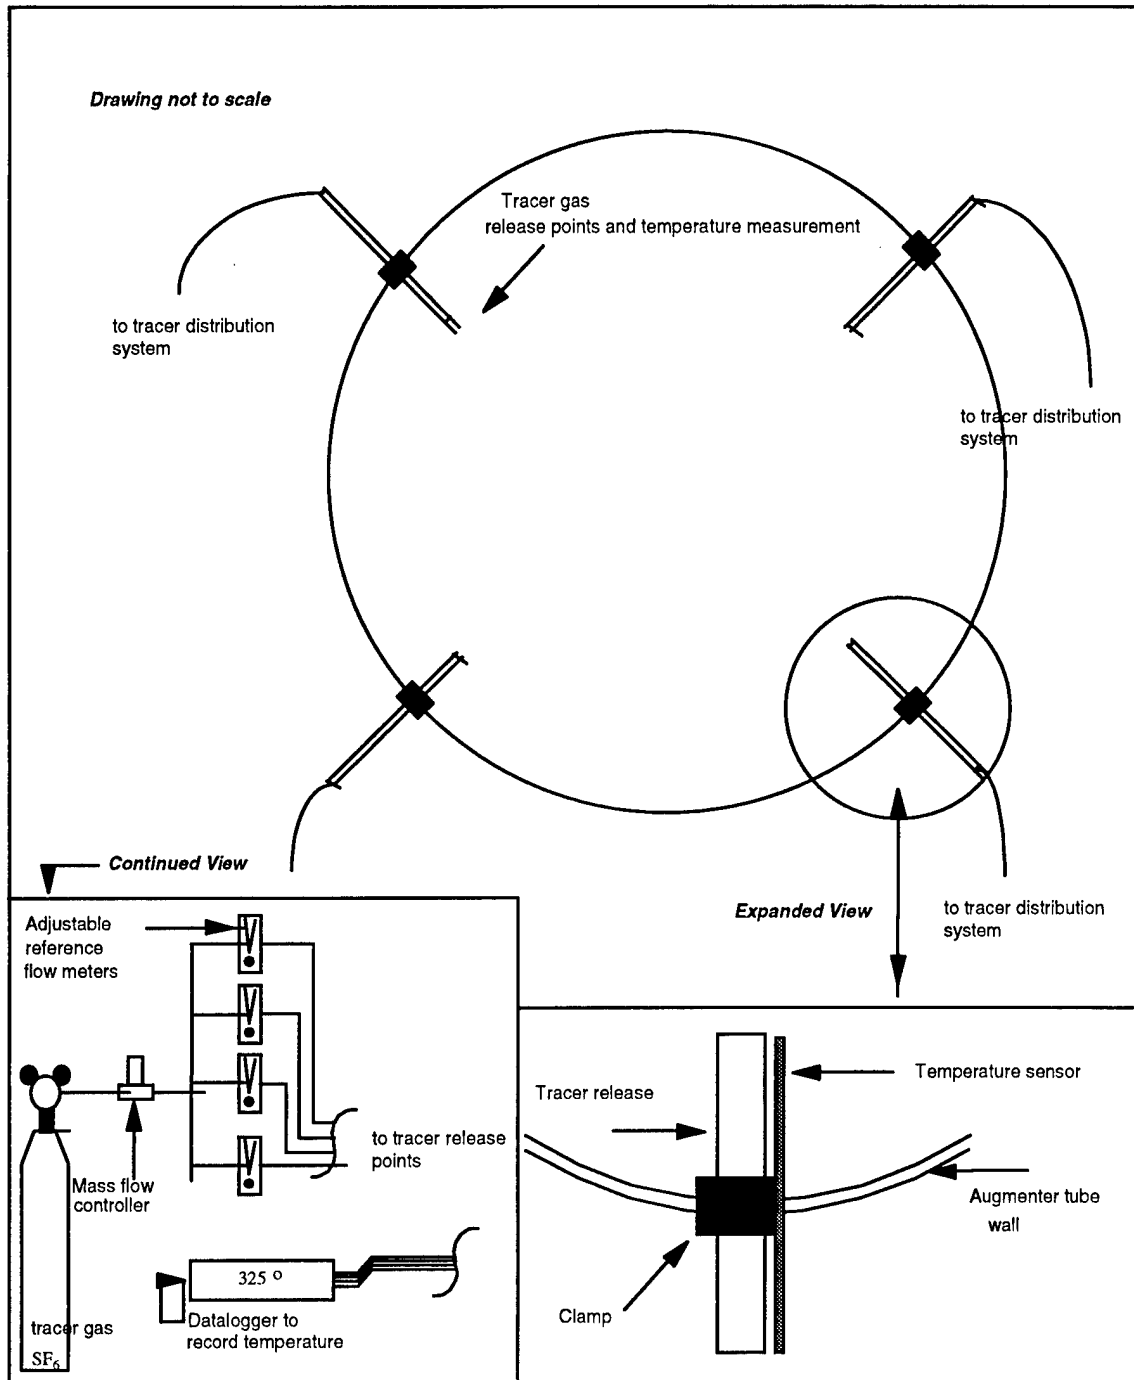 Drawing not to scale
Tracer gas
release points and temperature measurement
to tracer distribution
system
to tracer distribution
system
Continued View
Expanded View
to tracer distribution
system
Adjustable
reference
flow meters
to tracer release
points
Mass flow
controller
325 °
Datalogger to
record temperature
tracer gas
SF₆
Temperature sensor
Tracer release
Augmenter tube
wall
Clamp